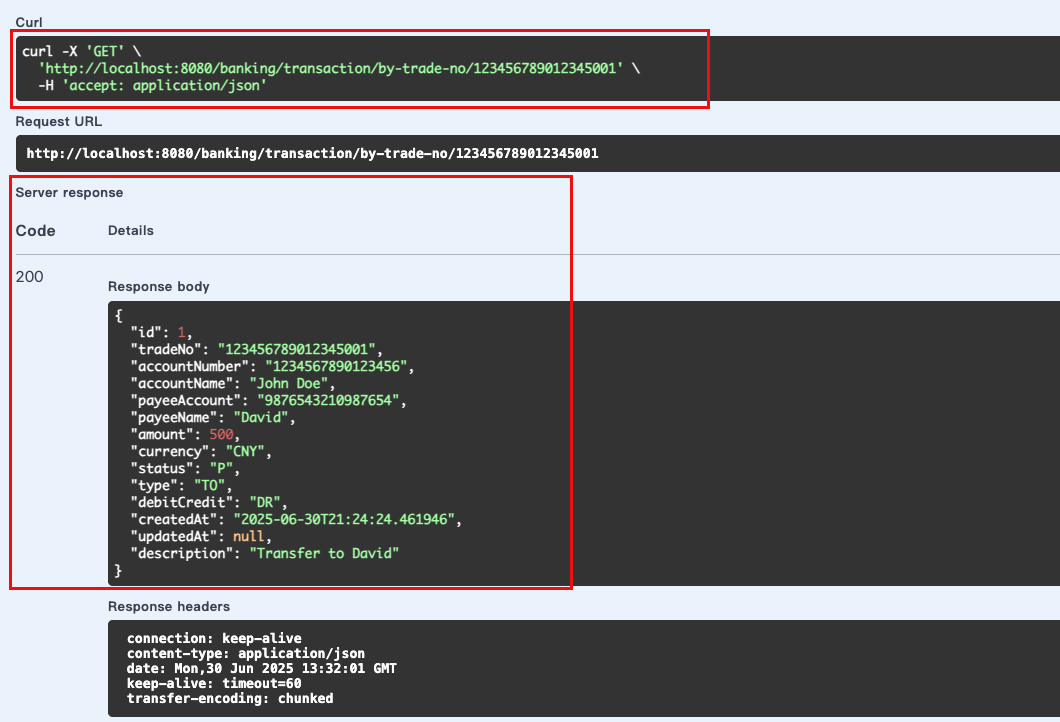 Curl
curl -X 'GET' \
'http://localhost:8080/banking/transaction/by-trade-no/123456789012345001' \
-H 'accept: application/json'
Request URL
http://localhost:8080/banking/transaction/by-trade-no/123456789012345001
Server response
Code Details
200
Response body
{
"id": 1,
"tradeNo": "123456789012345001",
"accountNumber": "1234567890123456",
"accountName": "John Doe",
"payeeAccount": "9876543210987654",
"payeeName": "David",
"amount": 500,
"currency": "CNY",
"status": "P",
"type": "TO",
"debitCredit": "DR",
"createdAt": "2025-06-30T21:24:24.461946",
"updatedAt": null,
"description": "Transfer to David"
}
Response headers
connection: keep-alive
content-type: application/json
date: Mon,30 Jun 2025 13:32:01 GMT
keep-alive: timeout=60
transfer-encoding: chunked